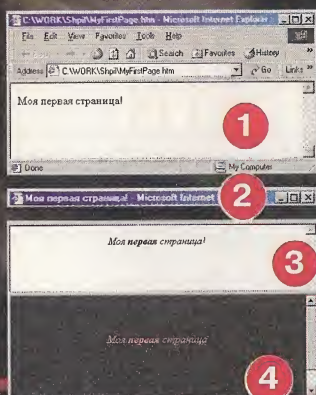 C:\WORK\Shpil\MyFirstPage.htm - Microsoft Internet Explorer
File Edit View Favorites Tools Help
Search Favorites History »
Address C:\WORK\Shpil\MyFirstPage.htm Go Links »
Моя первая страница!
1
Done My Computer
2
Моя первая страница! - Microsoft Internet
Моя первая страница!
3
Моя первая страница!
4